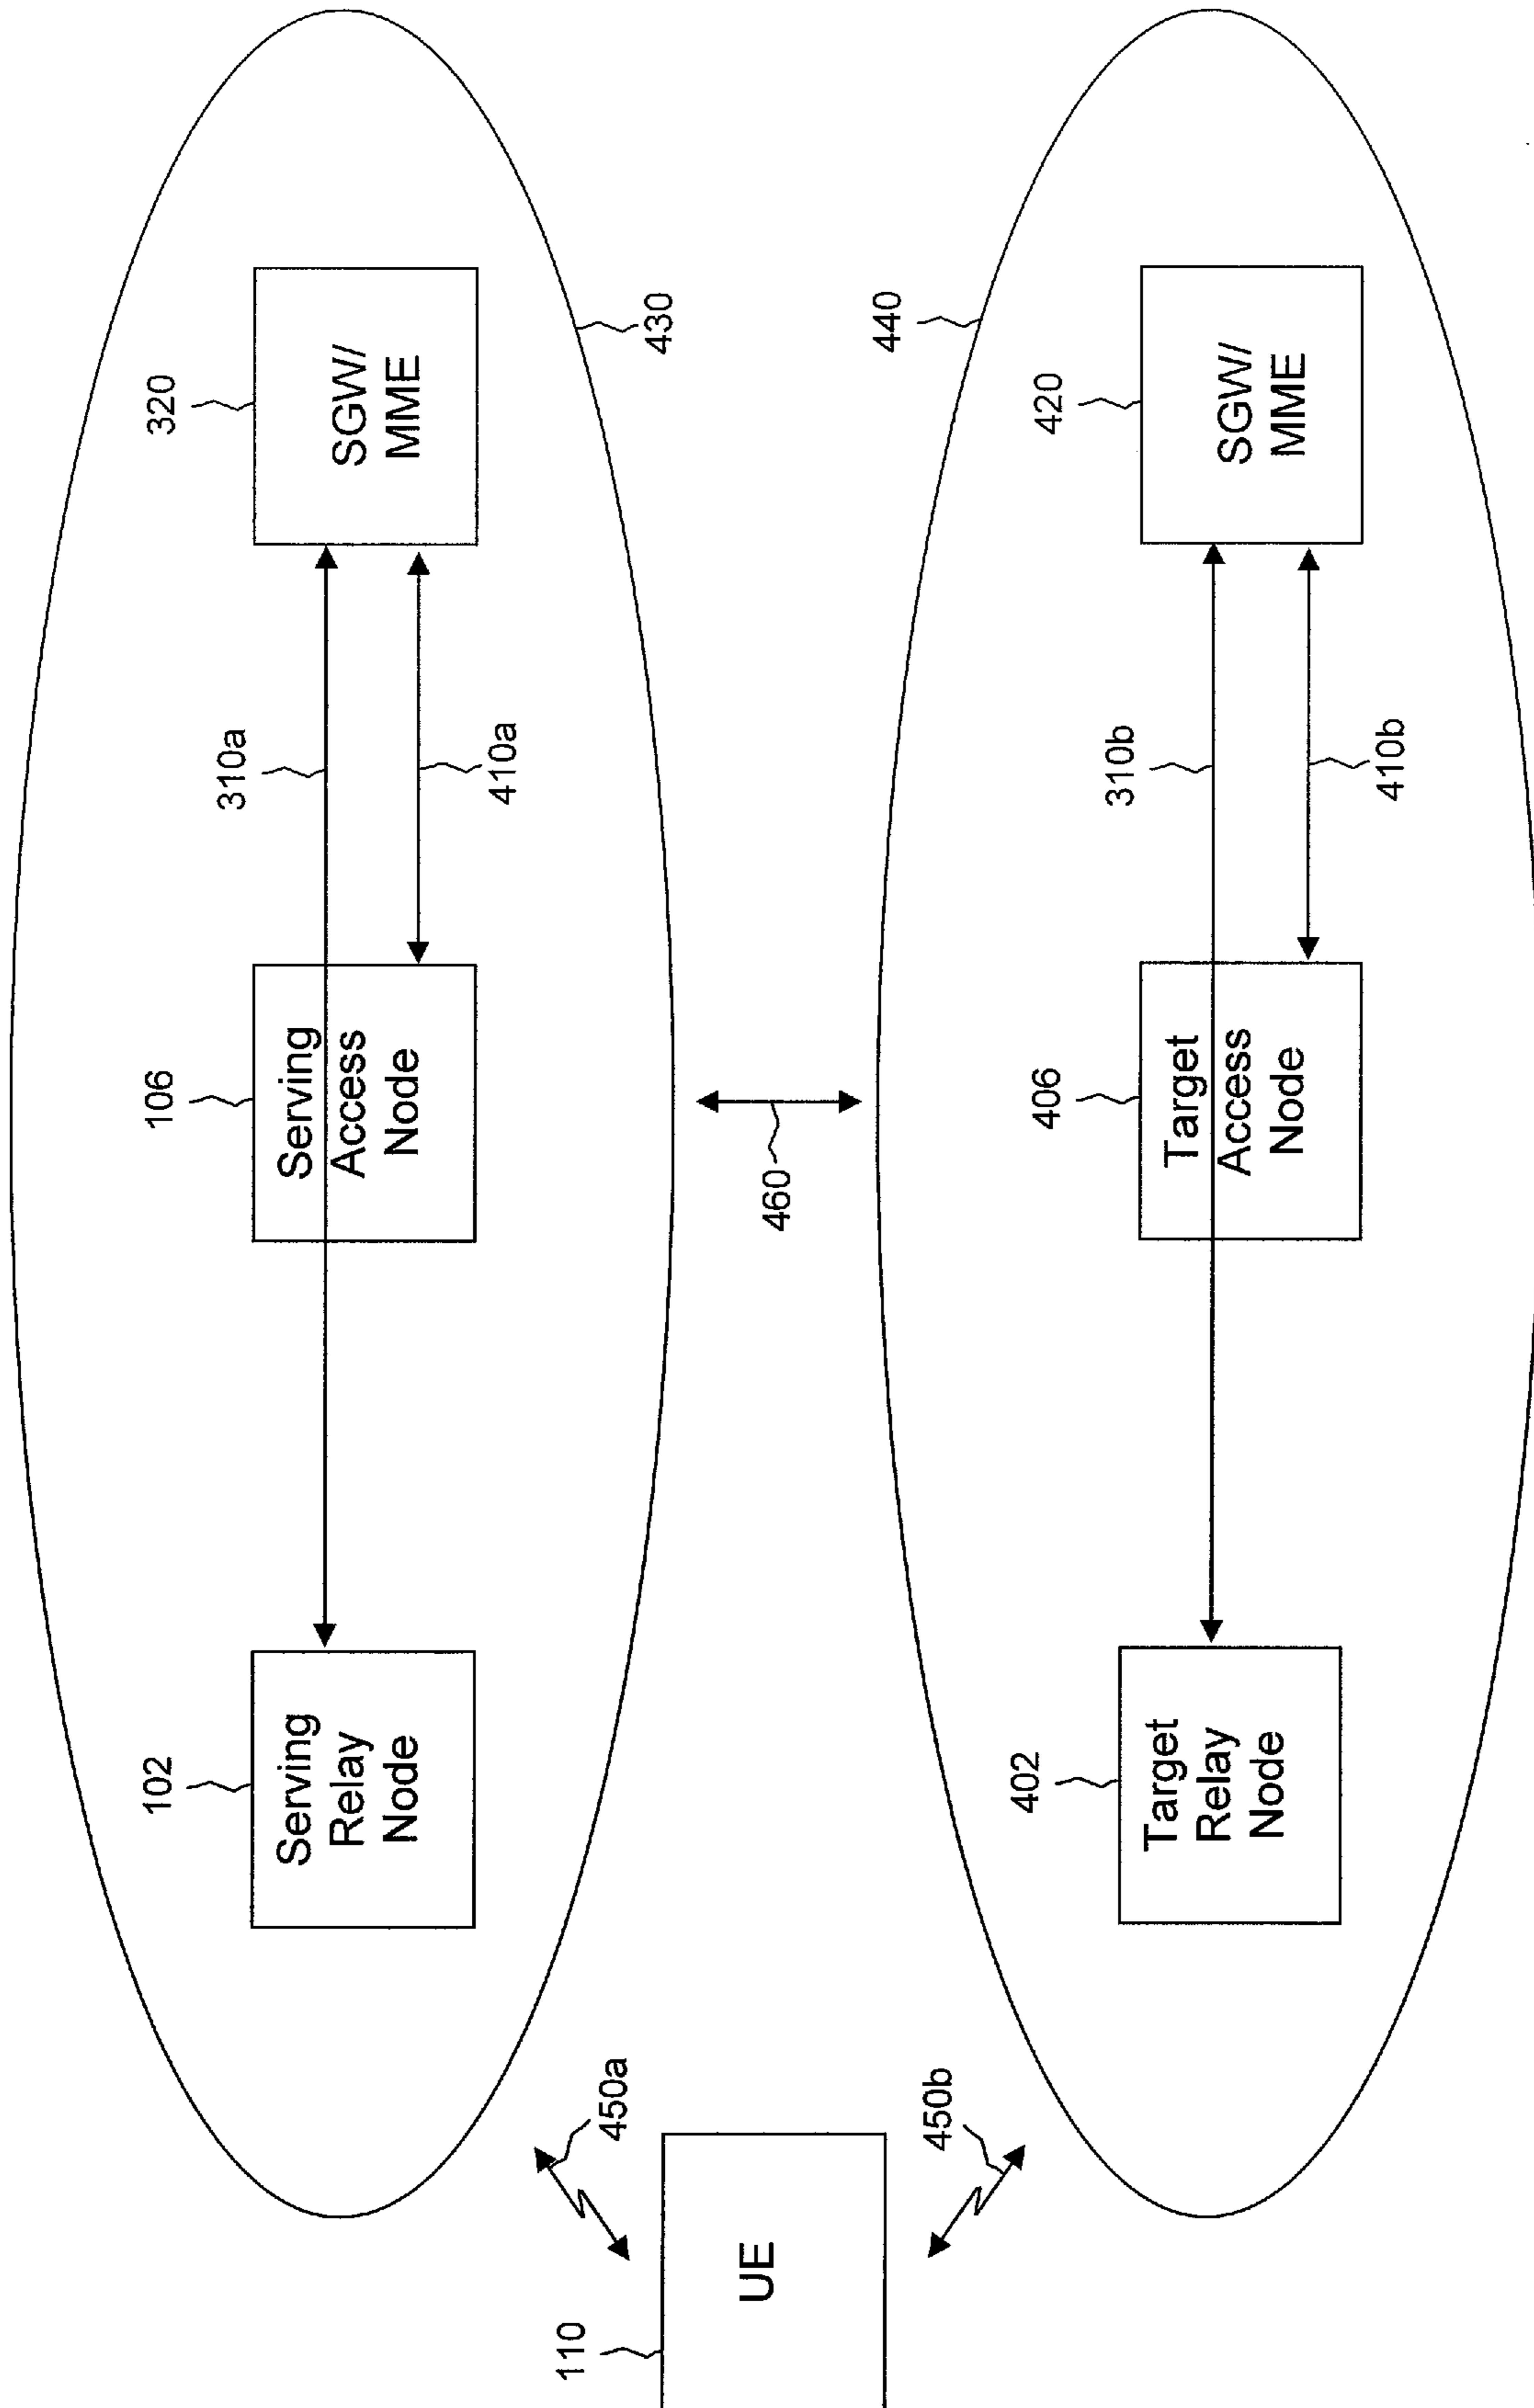 320
SGW/
MME
430
310a
410a
106
Serving
Access
Node
102
Serving
Relay
Node
460
450a
110
UE
450b
440
420
SGW/
MME
310b
410b
406
Target
Access
Node
402
Target
Relay
Node